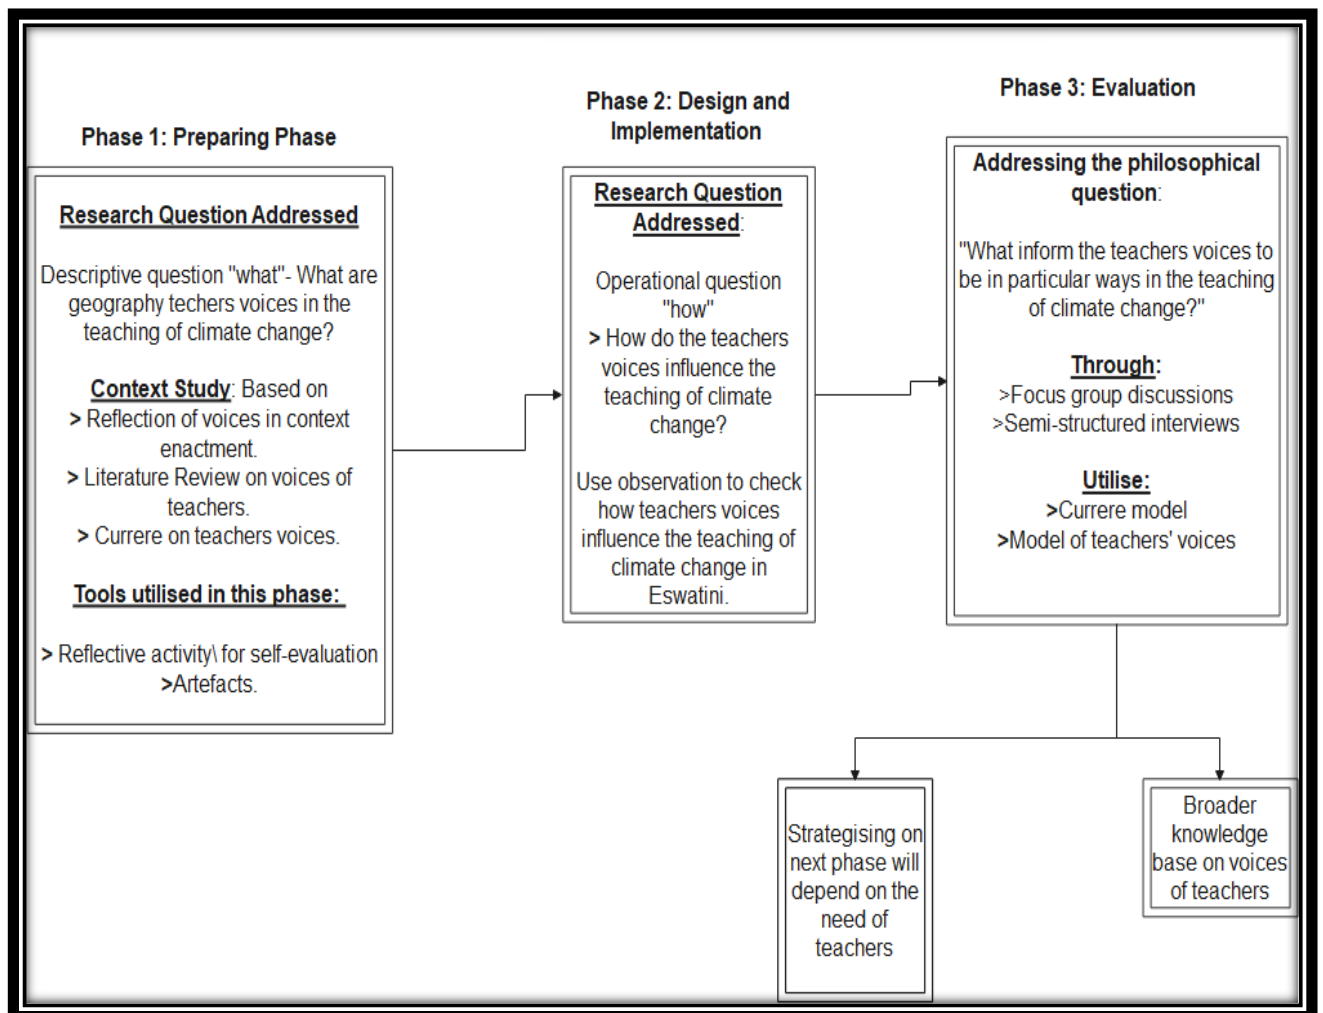 Phase 1: Preparing Phase
Research Question Addressed
Descriptive question "what"- What are
geography techers voices in the
teaching of climate change?
Context Study: Based on
> Reflection of voices in context
enactment.
> Literature Review on voices of
teachers.
> Currere on teachers voices.
Tools utilised in this phase:
> Reflective activity\ for self-evaluation
>Artefacts.
Phase 2: Design and
Implementation
Research Question
Addressed:
Operational question
"how"
> How do the teachers
voices influence the
teaching of climate
change?
Use observation to check
how teachers voices
influence the teaching of
climate change in
Eswatini.
Phase 3: Evaluation
Addressing the philosophical
question:
"What inform the teachers voices to
be in particular ways in the teaching
of climate change?"
Through:
>Focus group discussions
>Semi-structured interviews
Utilise:
>Currere model
>Model of teachers' voices
Strategising on
next phase will
depend on the
need of
teachers
Broader
knowledge
base on voices
of teachers